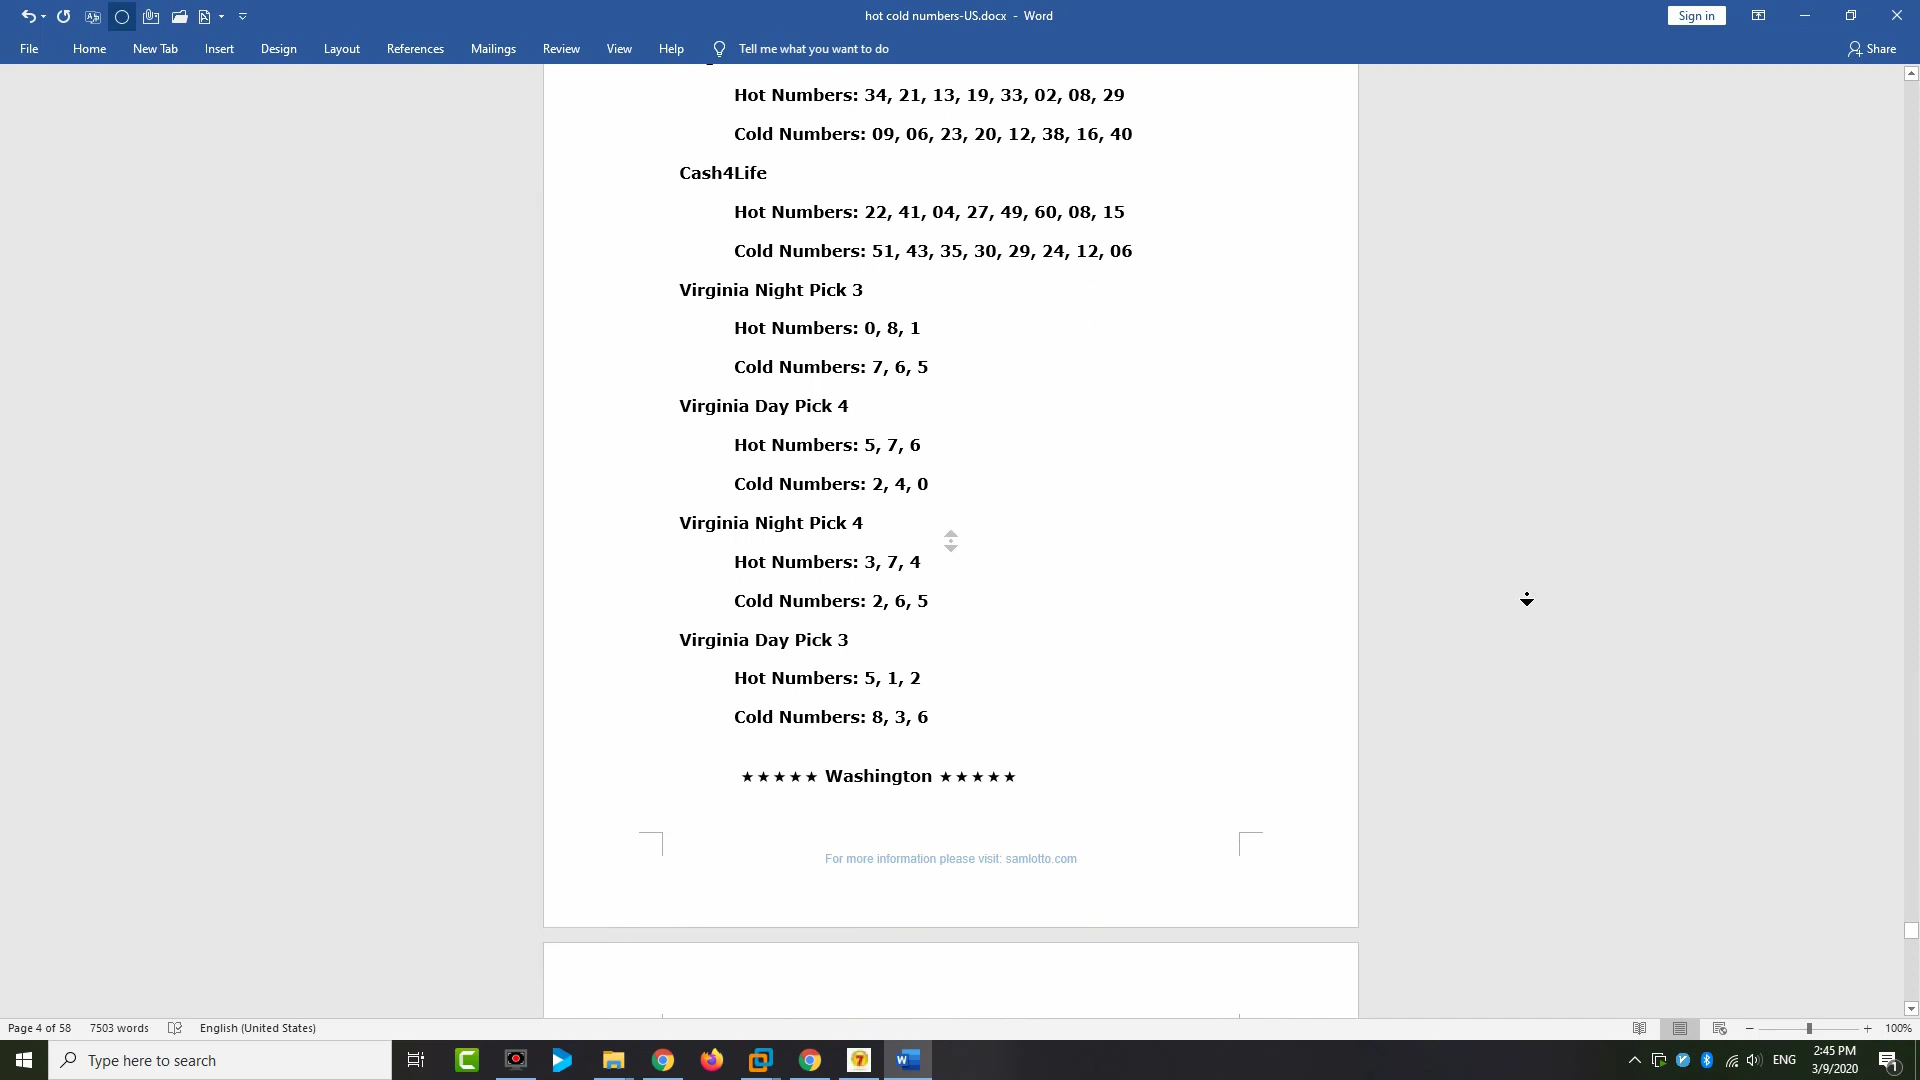 hot cold numbers-US.docx - Word
Sign in
File Home New Tab Insert Design Layout References Mailings Review View Help Tell me what you want to do Share
Hot Numbers: 34, 21, 13, 19, 33, 02, 08, 29
Cold Numbers: 09, 06, 23, 20, 12, 38, 16, 40
Cash4Life
Hot Numbers: 22, 41, 04, 27, 49, 60, 08, 15
Cold Numbers: 51, 43, 35, 30, 29, 24, 12, 06
Virginia Night Pick 3
Hot Numbers: 0, 8, 1
Cold Numbers: 7, 6, 5
Virginia Day Pick 4
Hot Numbers: 5, 7, 6
Cold Numbers: 2, 4, 0
Virginia Night Pick 4
Hot Numbers: 3, 7, 4
Cold Numbers: 2, 6, 5
Virginia Day Pick 3
Hot Numbers: 5, 1, 2
Cold Numbers: 8, 3, 6
★★★★★ Washington ★★★★★
For more information please visit: samlotto.com
Page 4 of 58 7503 words English (United States) 100%
Type here to search
ENG
2:45 PM
3/9/2020